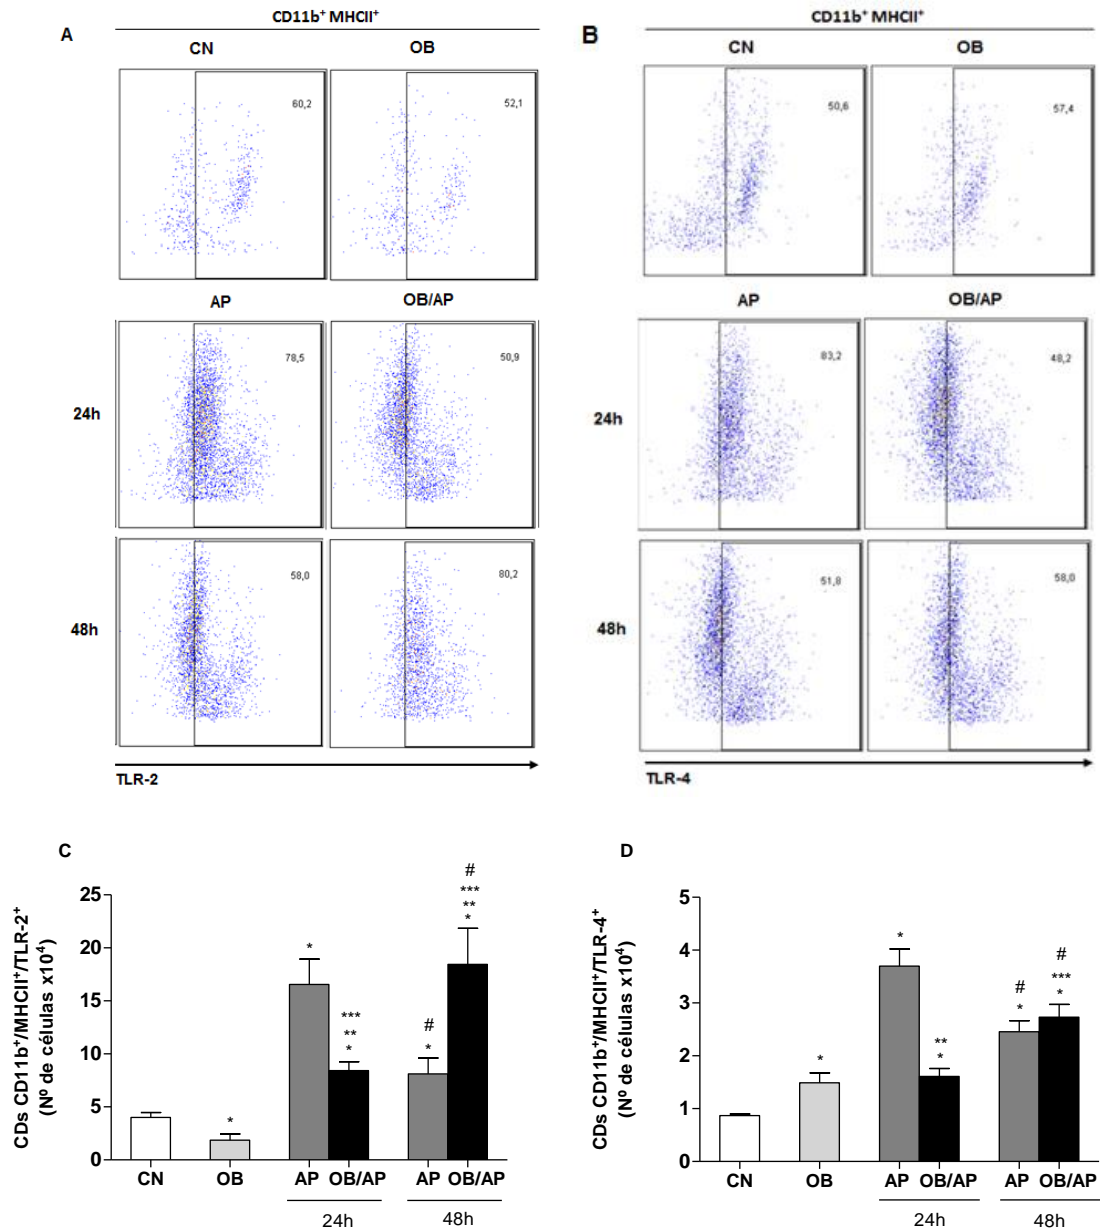 A
CD11b⁺ MHCII⁺
CN OB
60,2
52,1
AP OB/AP
24h
78,5
50,9
48h
58,0
80,2
TLR-2
B
CD11b⁺ MHCII⁺
CN OB
50,6
57,4
AP OB/AP
24h
83,2
48,2
48h
51,8
58,0
TLR-4
C
CDs CD11b⁺/MHCII⁺/TLR-2⁺
(Nº de células x10⁴)
25
20
15
10
5
0
*
*
***
**
*
#
*
#
***
**
*
CN OB AP OB/AP AP OB/AP
24h 48h
D
CDs CD11b⁺/MHCII⁺/TLR-4⁺
(Nº de células x10⁴)
5
4
3
2
1
0
*
*
**
*
#
*
#
***
*
CN OB AP OB/AP AP OB/AP
24h 48h